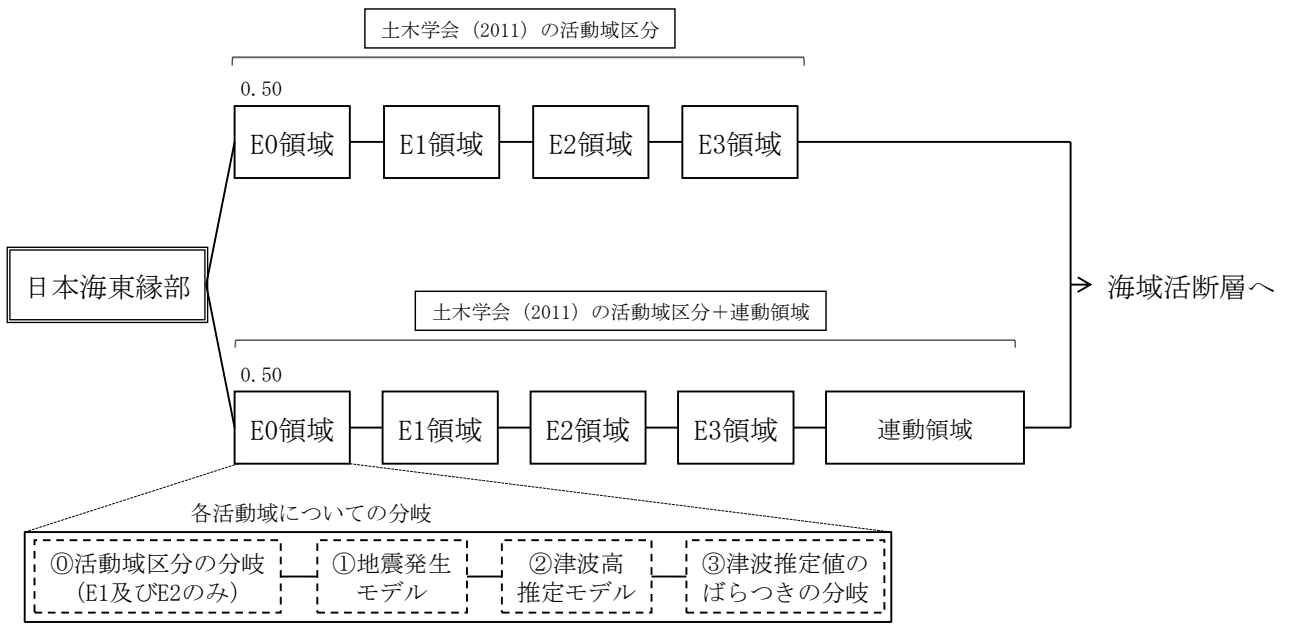 土木学会（2011）の活動域区分
0.50
E0領域
E1領域
E2領域
E3領域
日本海東縁部
海域活断層へ
土木学会（2011）の活動域区分＋連動領域
0.50
E0領域
E1領域
E2領域
E3領域
連動領域
各活動域についての分岐
⓪活動域区分の分岐
（E1及びE2のみ）
①地震発生
モデル
②津波高
推定モデル
③津波推定値の
ばらつきの分岐